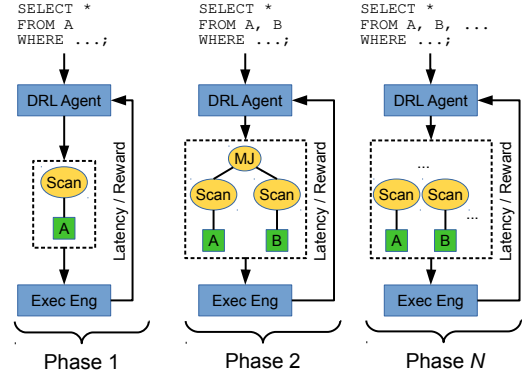 SELECT *
FROM A
WHERE ...;
DRL Agent
Scan
A
Latency / Reward
Exec Eng
Phase 1
SELECT *
FROM A, B
WHERE ...;
DRL Agent
MJ
Scan Scan
A B
Latency / Reward
Exec Eng
Phase 2
SELECT *
FROM A, B, ...
WHERE ...;
DRL Agent
...
Scan Scan
...
A B
Latency / Reward
Exec Eng
Phase N